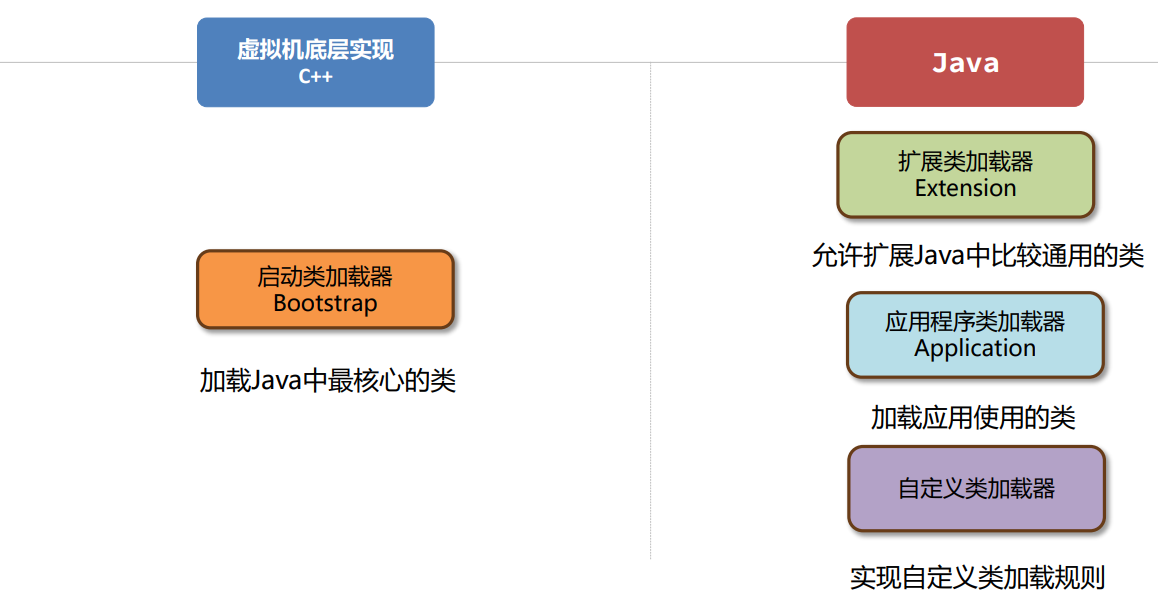 虚拟机底层实现
C++
启动类加载器
Bootstrap
加载Java中最核心的类
Java
扩展类加载器
Extension
允许扩展Java中比较通用的类
应用程序类加载器
Application
加载应用使用的类
自定义类加载器
实现自定义类加载规则